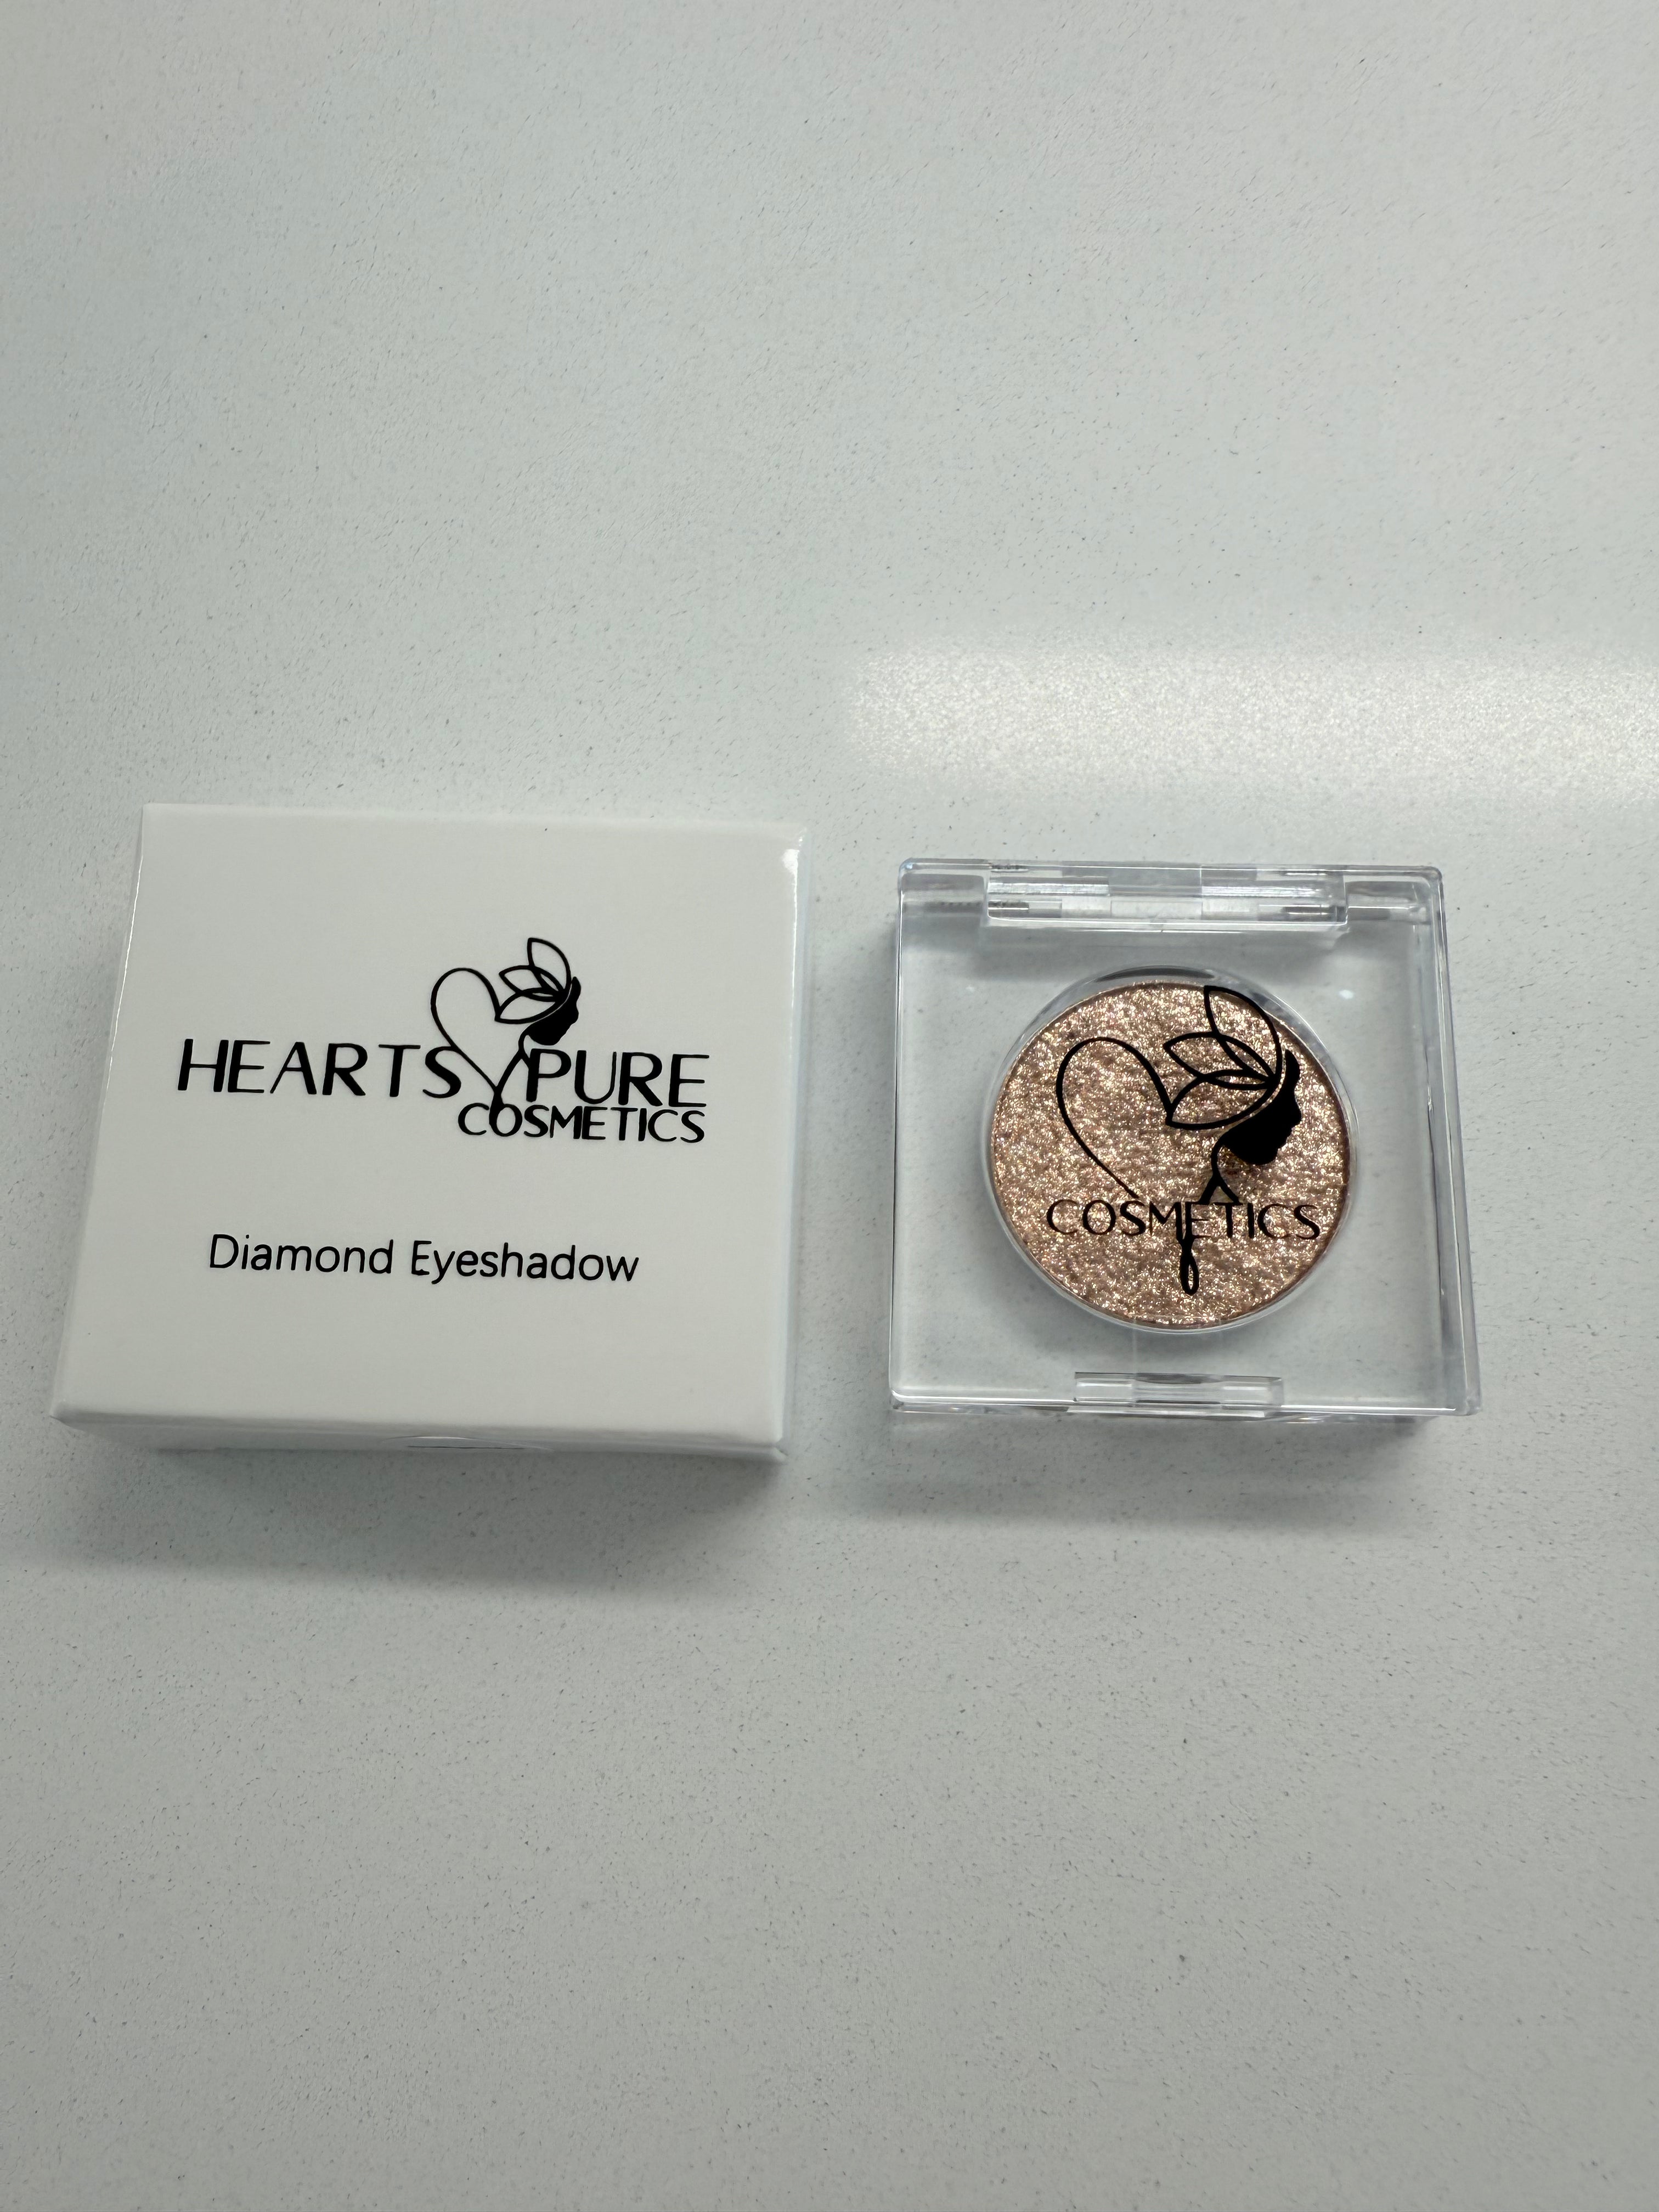 HEARTS PURE
COSMETICS
Diamond Eyeshadow
COSMETICS